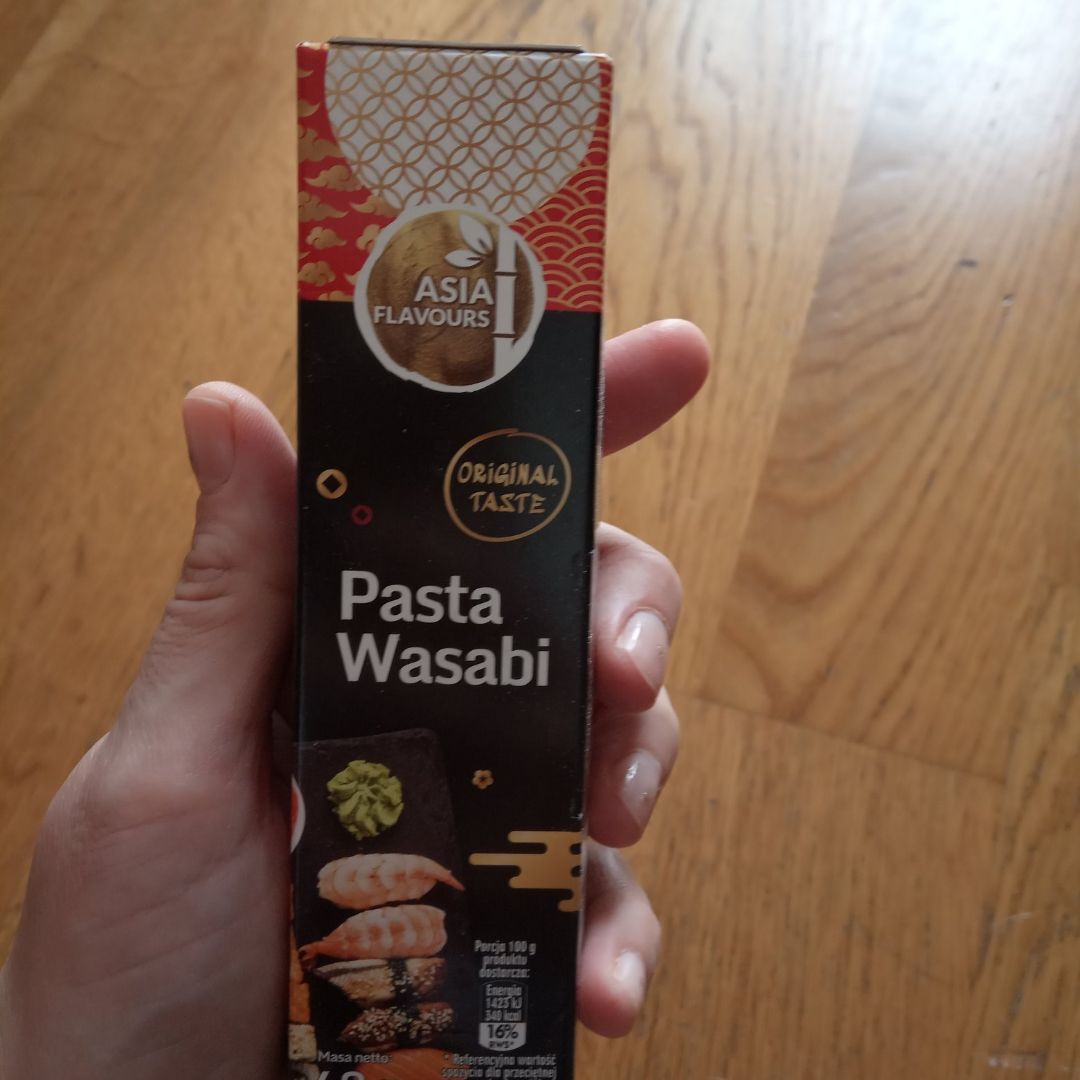 ASIA
FLAVOURS
ORIGINAL
TASTE
Pasta
Wasabi
Porcja 100 g
produktu
dostarcza:
Energia
1423 kJ
340 kcal
16%
RWS*
Masa netto:
* Referencyjna wartość
spożycia dla przeciętnej